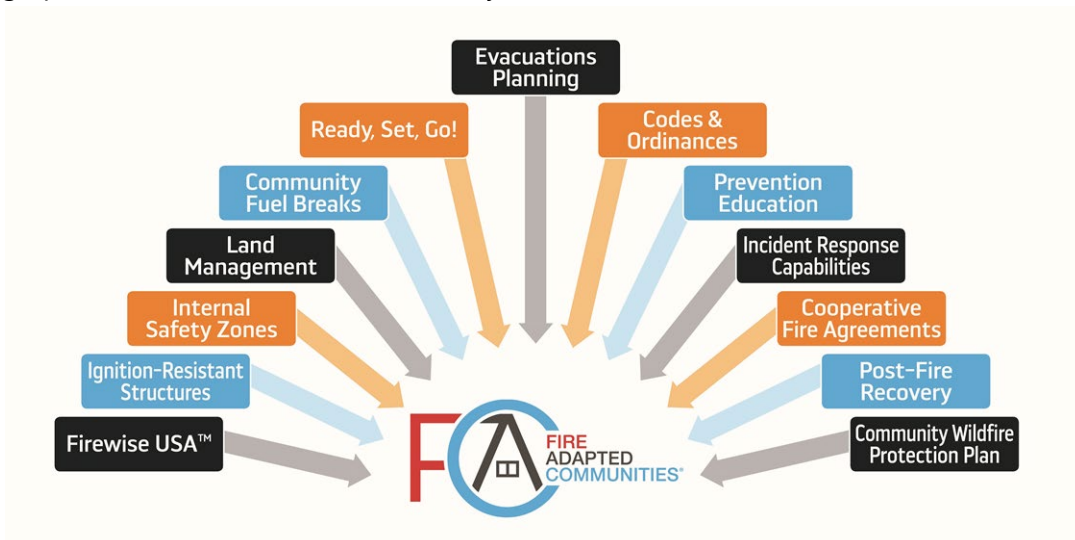 Evacuations
Planning
Ready, Set, Go!
Codes &
Ordinances
Community
Fuel Breaks
Prevention
Education
Land
Management
Incident Response
Capabilities
Internal
Safety Zones
Cooperative
Fire Agreements
Ignition-Resistant
Structures
Post-Fire
Recovery
Firewise USA™
Community Wildfire
Protection Plan
FAC
FIRE
ADAPTED
COMMUNITIES®